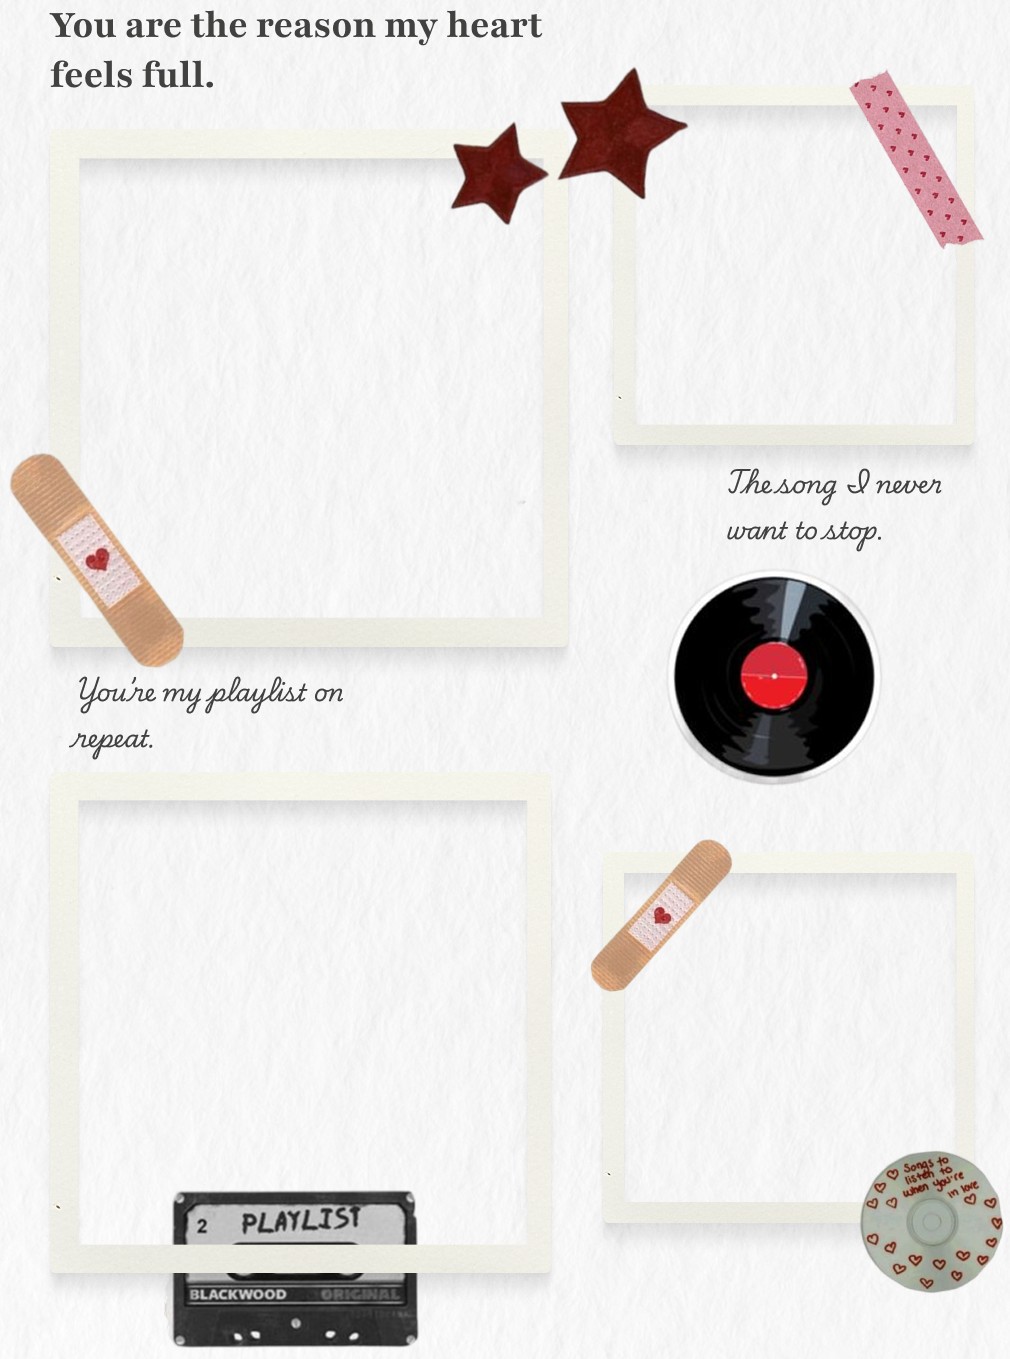 You are the reason my heart
feels full.
The song I never
want to stop.
You're my playlist on
repeat.
2 PLAYLIST
BLACKWOOD ORIGINAL
Songs to
listen to
when you're
in love